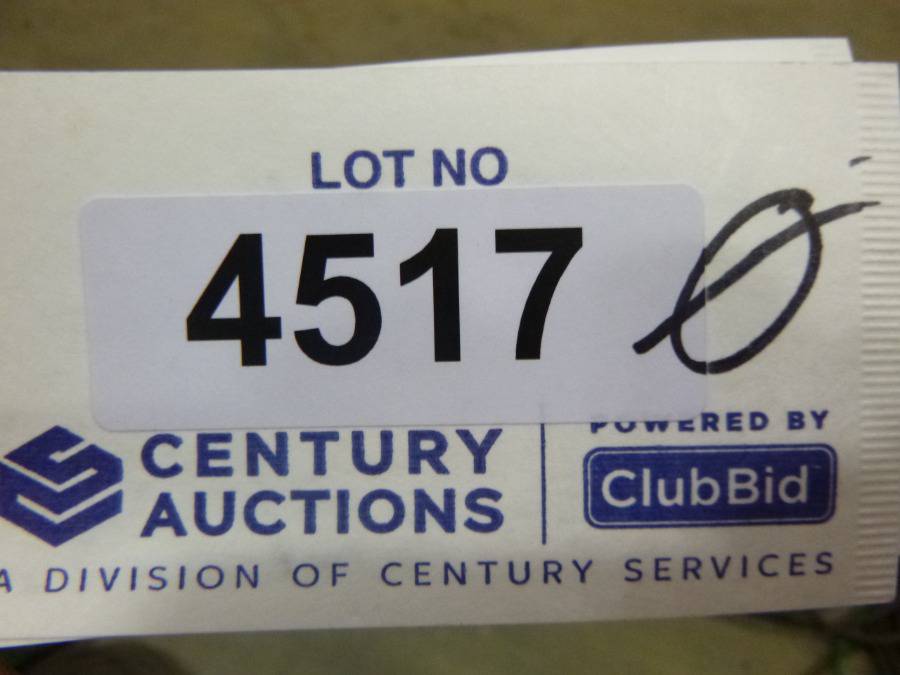 LOT NO
4517 Ø
CENTURY
AUCTIONS
POWERED BY
ClubBid
A DIVISION OF CENTURY SERVICES